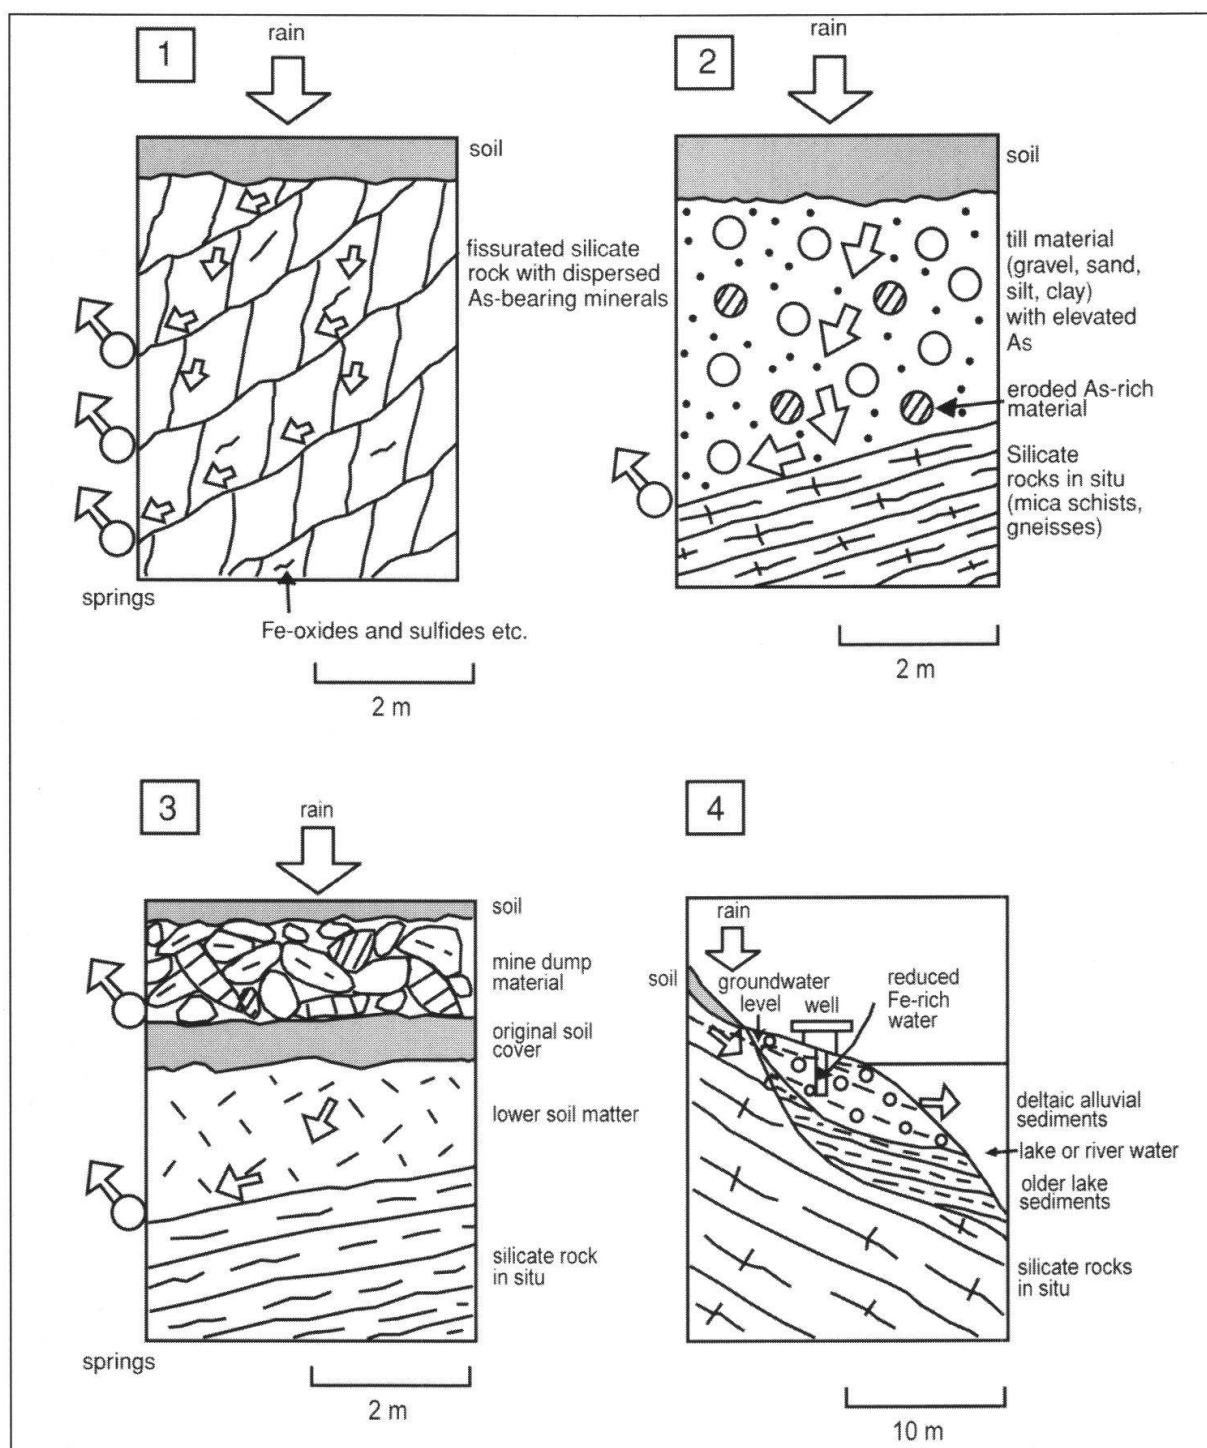 1
rain
soil
fissurated silicate
rock with dispersed
As-bearing minerals
springs
Fe-oxides and sulfides etc.
2 m
2
rain
soil
till material
(gravel, sand,
silt, clay)
with elevated
As
eroded As-rich
material
Silicate
rocks in situ
(mica schists,
gneisses)
2 m
3
rain
soil
mine dump
material
original soil
cover
lower soil matter
silicate rock
in situ
springs
2 m
4
rain
soil
groundwater
level
well
reduced
Fe-rich
water
deltaic alluvial
sediments
lake or river water
older lake
sediments
silicate rocks
in situ
10 m